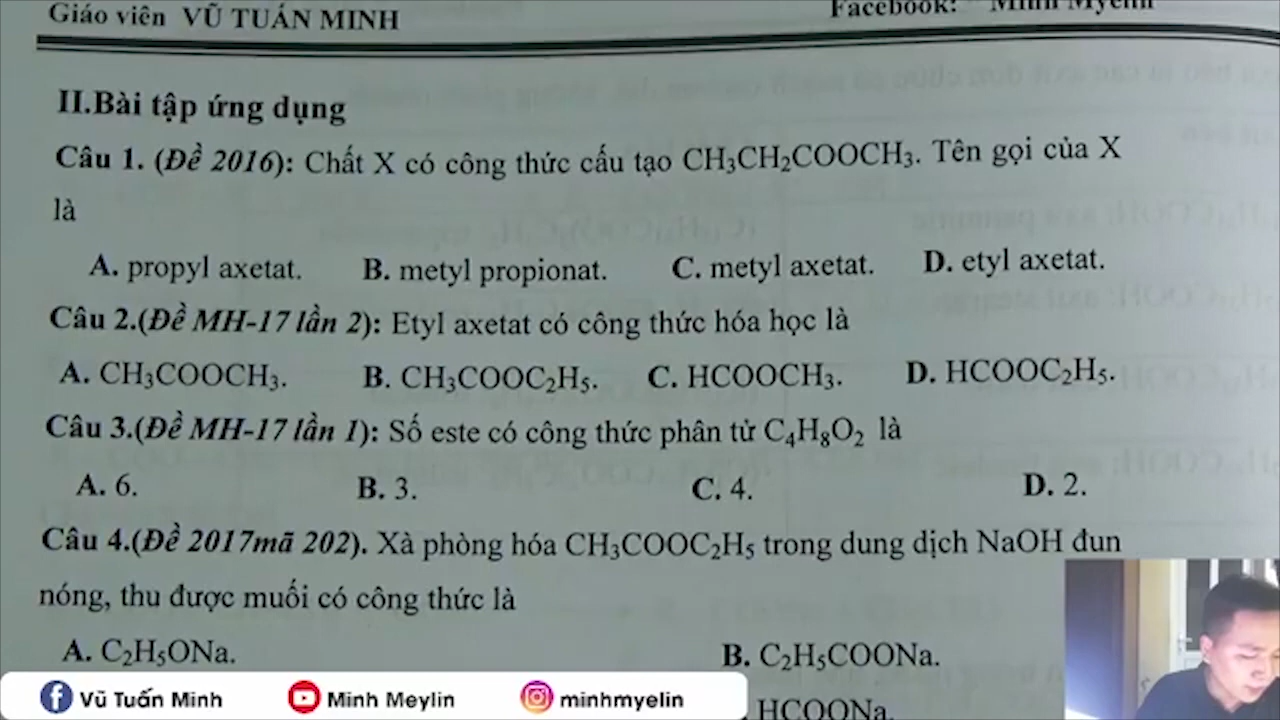 Giáo viên VŨ TUẤN MINH
Facebook: Minh Myelin
II.Bài tập ứng dụng
Câu 1. (Đề 2016): Chất X có công thức cấu tạo CH₃CH₂COOCH₃. Tên gọi của X
là
A. propyl axetat. B. metyl propionat. C. metyl axetat. D. etyl axetat.
Câu 2.(Đề MH-17 lần 2): Etyl axetat có công thức hóa học là
A. CH₃COOCH₃. B. CH₃COOC₂H₅. C. HCOOCH₃. D. HCOOC₂H₅.
Câu 3.(Đề MH-17 lần 1): Số este có công thức phân tử C₄H₈O₂ là
A. 6. B. 3. C. 4. D. 2.
Câu 4.(Đề 2017mã 202). Xà phòng hóa CH₃COOC₂H₅ trong dung dịch NaOH đun
nóng, thu được muối có công thức là
A. C₂H₅ONa. B. C₂H₅COONa.
HCOONa.
Vũ Tuấn Minh Minh Meylin minhmyelin